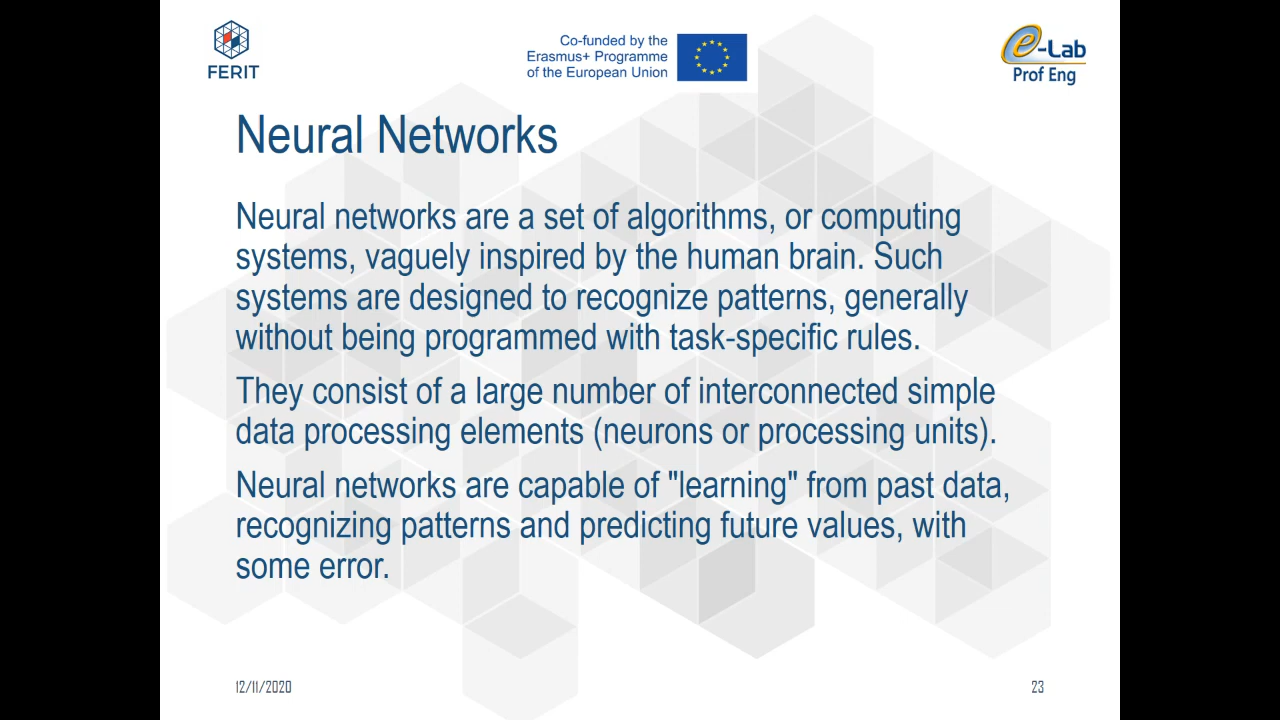 FERIT
Co-funded by the
Erasmus+ Programme
of the European Union
e-Lab
Prof Eng
Neural Networks
Neural networks are a set of algorithms, or computing
systems, vaguely inspired by the human brain. Such
systems are designed to recognize patterns, generally
without being programmed with task-specific rules.
They consist of a large number of interconnected simple
data processing elements (neurons or processing units).
Neural networks are capable of "learning" from past data,
recognizing patterns and predicting future values, with
some error.
12/11/2020
23